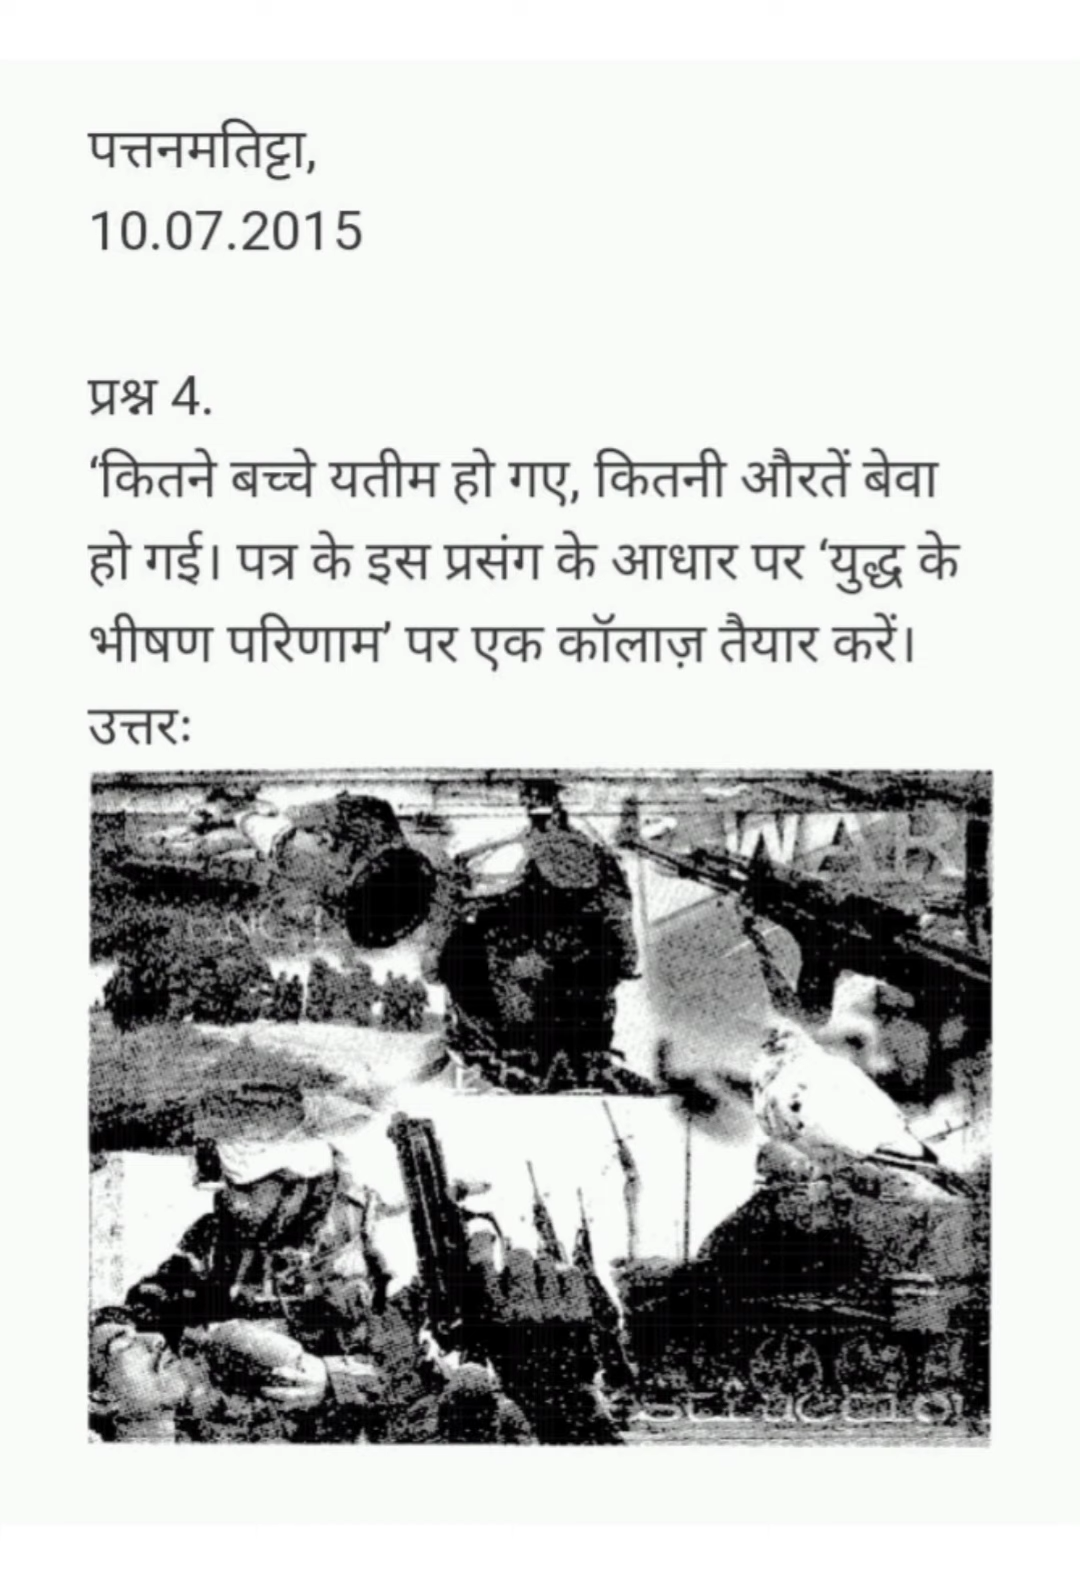 पत्तनमतिट्टा,
10.07.2015
प्रश्न 4.
‘कितने बच्चे यतीम हो गए, कितनी औरतें बेवा
हो गई। पत्र के इस प्रसंग के आधार पर ‘युद्ध के
भीषण परिणाम’ पर एक कॉलाज़ तैयार करें।
उत्तरः
WAR